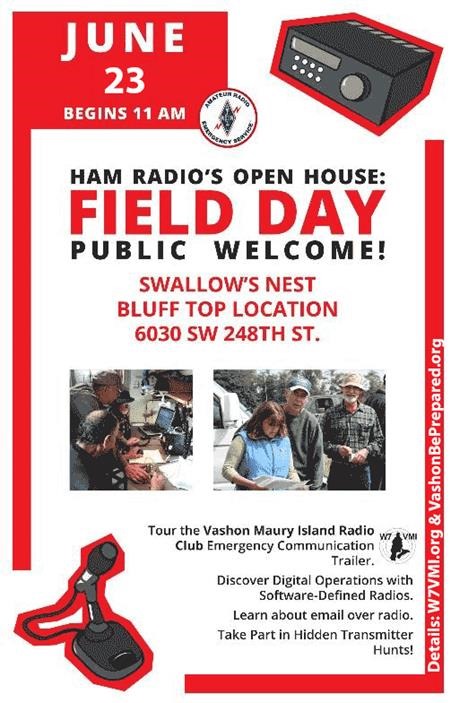 JUNE
23
BEGINS 11 AM
AMATEUR RADIO
EMERGENCY SERVICE
HAM RADIO'S OPEN HOUSE:
FIELD DAY
PUBLIC WELCOME!
SWALLOW'S NEST
BLUFF TOP LOCATION
6030 SW 248TH ST.
Tour the Vashon Maury Island Radio
Club Emergency Communication
Trailer.
W7 VMI
Discover Digital Operations with
Software-Defined Radios.
Learn about email over radio.
Take Part in Hidden Transmitter
Hunts!
Details: W7VMI.org & VashonBePrepared.org